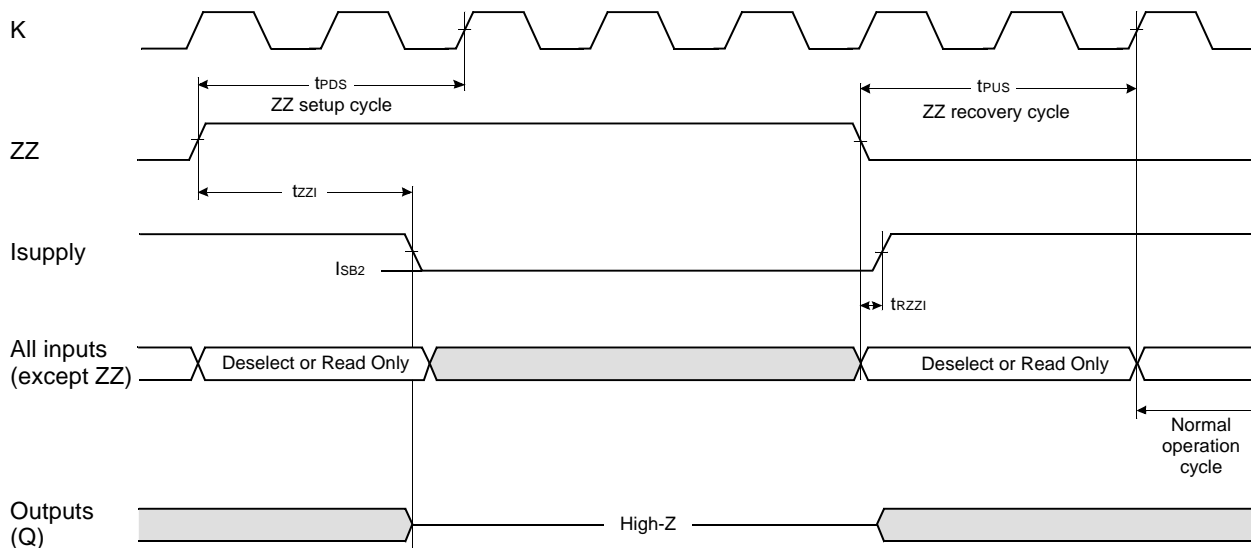 K
tPDS
ZZ setup cycle
tPUS
ZZ recovery cycle
ZZ
tZZI
Isupply
ISB2
tRZZI
All inputs
(except ZZ)
Deselect or Read Only
Deselect or Read Only
Normal
operation
cycle
Outputs
(Q)
High-Z